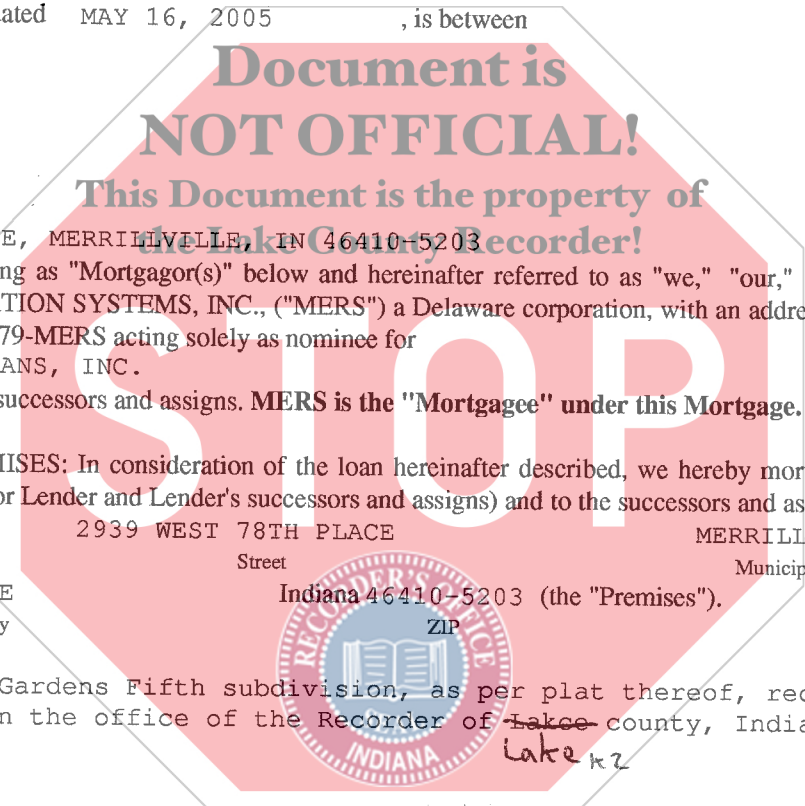 ated MAY 16, 2005 , is between
Document is
NOT OFFICIAL!
This Document is the property of
the Lake County Recorder!
E, MERRILLVILLE, IN 46410-5203
ng as "Mortgagor(s)" below and hereinafter referred to as "we," "our,"
TION SYSTEMS, INC., ("MERS") a Delaware corporation, with an addre
79-MERS acting solely as nominee for
ANS, INC.
successors and assigns. MERS is the "Mortgagee" under this Mortgage.
STOP
IISES: In consideration of the loan hereinafter described, we hereby mor
or Lender and Lender's successors and assigns) and to the successors and as
2939 WEST 78TH PLACE MERRILL
Street Municip
E Indiana 46410-5203 (the "Premises").
y ZIP
RECORDER'S OFFICE
SEAL
INDIANA
Gardens Fifth subdivision, as per plat thereof, rec
n the office of the Recorder of Lakce county, India
Lake KZ